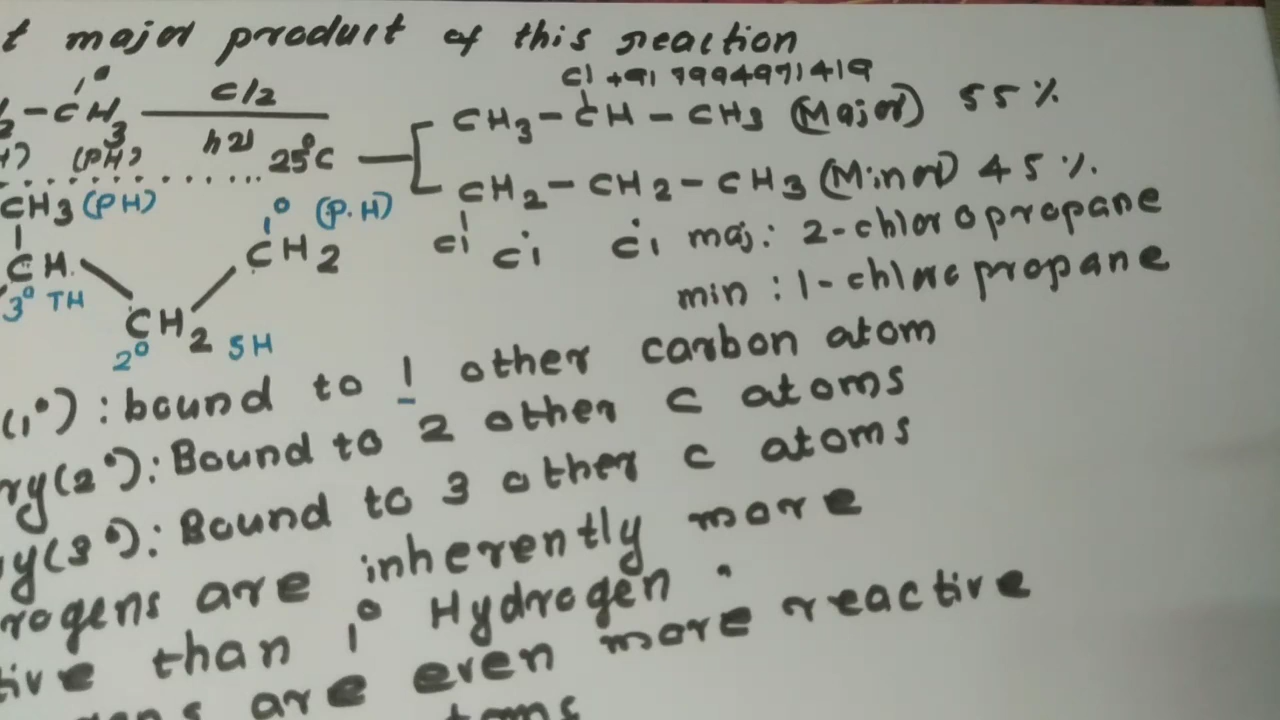 t major product of this reaction
Cl +91 7994971419
1° Cl2 CH3-CH-CH3 (Major) 55%
2-CH3
hν 25°C
(PH)
CH3 (PH) 1° (P.H) CH2-CH2-CH3 (Minor) 45%.
CH2 Cl Cl Cl maj: 2-chloropropane
CH.
3° TH min : 1-chloropropane
CH2 SH
2°
(1°): bound to 1 other carbon atom
ry(2°): Bound to 2 other C atoms
y(3°): Bound to 3 other C atoms
rogens are inherently more
tive than 1° Hydrogen .
are even more reactive